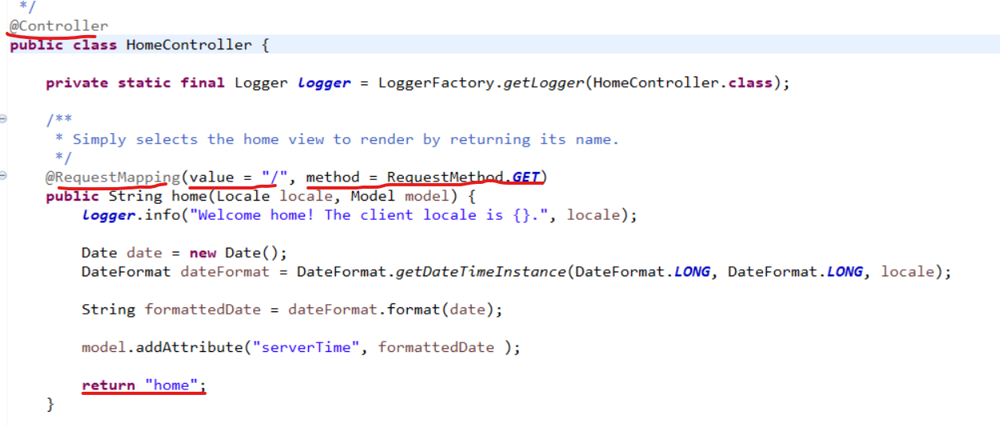 */
@Controller
public class HomeController {
private static final Logger logger = LoggerFactory.getLogger(HomeController.class);
/**
* Simply selects the home view to render by returning its name.
*/
@RequestMapping(value = "/", method = RequestMethod.GET)
public String home(Locale locale, Model model) {
logger.info("Welcome home! The client locale is {}.", locale);
Date date = new Date();
DateFormat dateFormat = DateFormat.getDateTimeInstance(DateFormat.LONG, DateFormat.LONG, locale);
String formattedDate = dateFormat.format(date);
model.addAttribute("serverTime", formattedDate );
return "home";
}